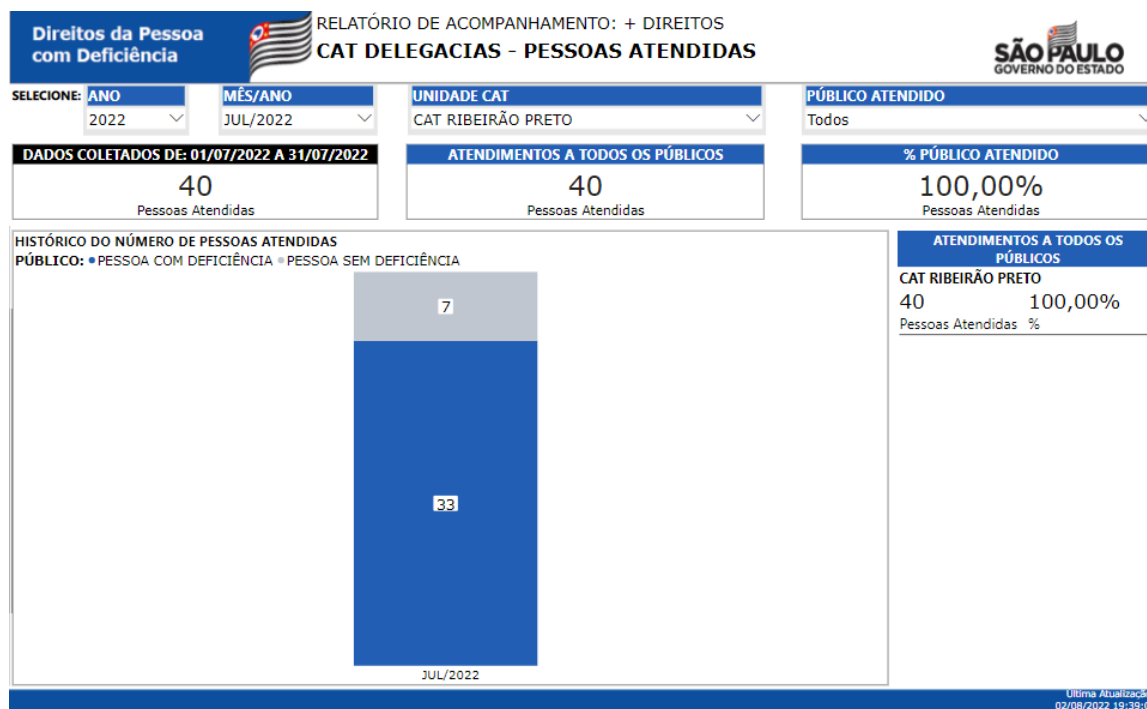 Direitos da Pessoa
com Deficiência
RELATÓRIO DE ACOMPANHAMENTO: + DIREITOS
CAT DELEGACIAS - PESSOAS ATENDIDAS
SÃO PAULO
GOVERNO DO ESTADO
SELECIONE: ANO MÊS/ANO UNIDADE CAT PÚBLICO ATENDIDO
2022 JUL/2022 CAT RIBEIRÃO PRETO Todos
DADOS COLETADOS DE: 01/07/2022 A 31/07/2022
40
Pessoas Atendidas
ATENDIMENTOS A TODOS OS PÚBLICOS
40
Pessoas Atendidas
% PÚBLICO ATENDIDO
100,00%
Pessoas Atendidas
HISTÓRICO DO NÚMERO DE PESSOAS ATENDIDAS
PÚBLICO: PESSOA COM DEFICIÊNCIA PESSOA SEM DEFICIÊNCIA
7
33
JUL/2022
ATENDIMENTOS A TODOS OS
PÚBLICOS
CAT RIBEIRÃO PRETO
40 100,00%
Pessoas Atendidas %
Última
02/08/2022